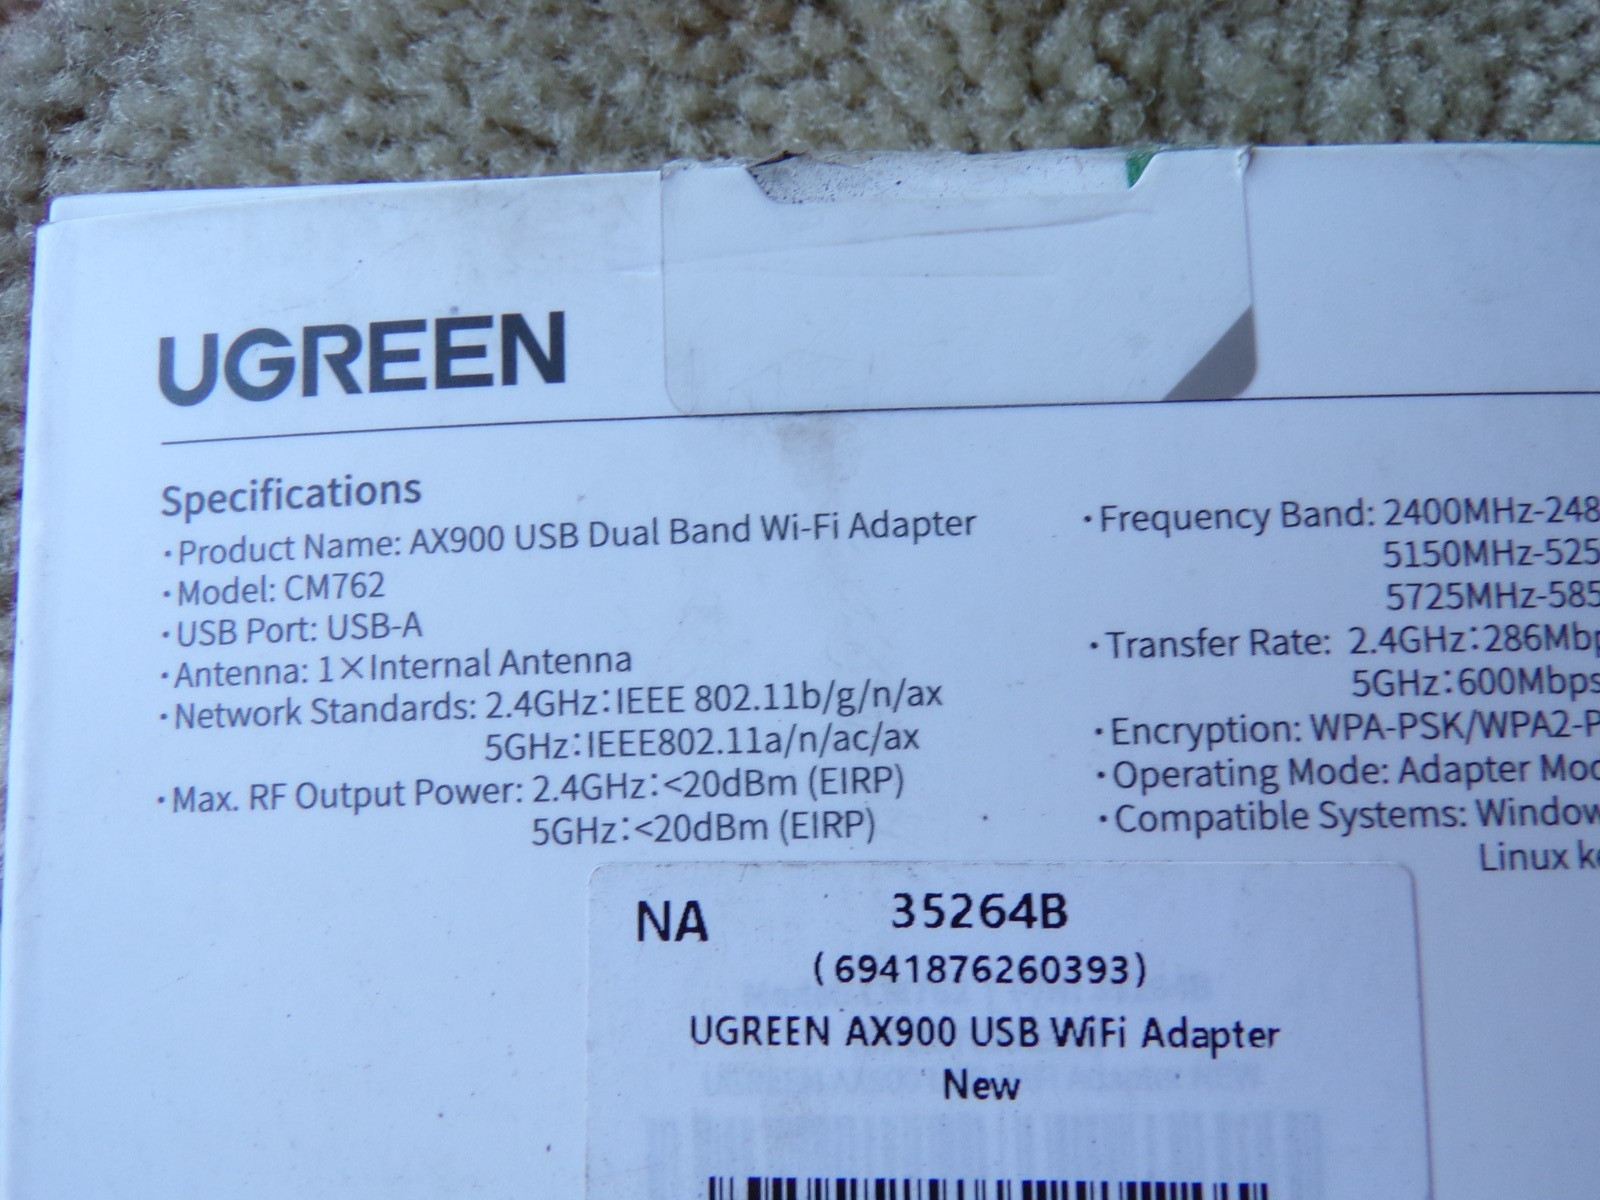 UGREEN
Specifications
·Product Name: AX900 USB Dual Band Wi-Fi Adapter
·Model: CM762
·USB Port: USB-A
·Antenna: 1×Internal Antenna
·Network Standards: 2.4GHz:IEEE 802.11b/g/n/ax
5GHz:IEEE802.11a/n/ac/ax
·Max. RF Output Power: 2.4GHz:<20dBm (EIRP)
5GHz:<20dBm (EIRP)
·Frequency Band: 2400MHz-248
5150MHz-525
5725MHz-585
·Transfer Rate: 2.4GHz:286Mbp
5GHz:600Mbps
·Encryption: WPA-PSK/WPA2-P
·Operating Mode: Adapter Mod
·Compatible Systems: Window
Linux ke
NA 35264B
(6941876260393)
UGREEN AX900 USB WiFi Adapter
New